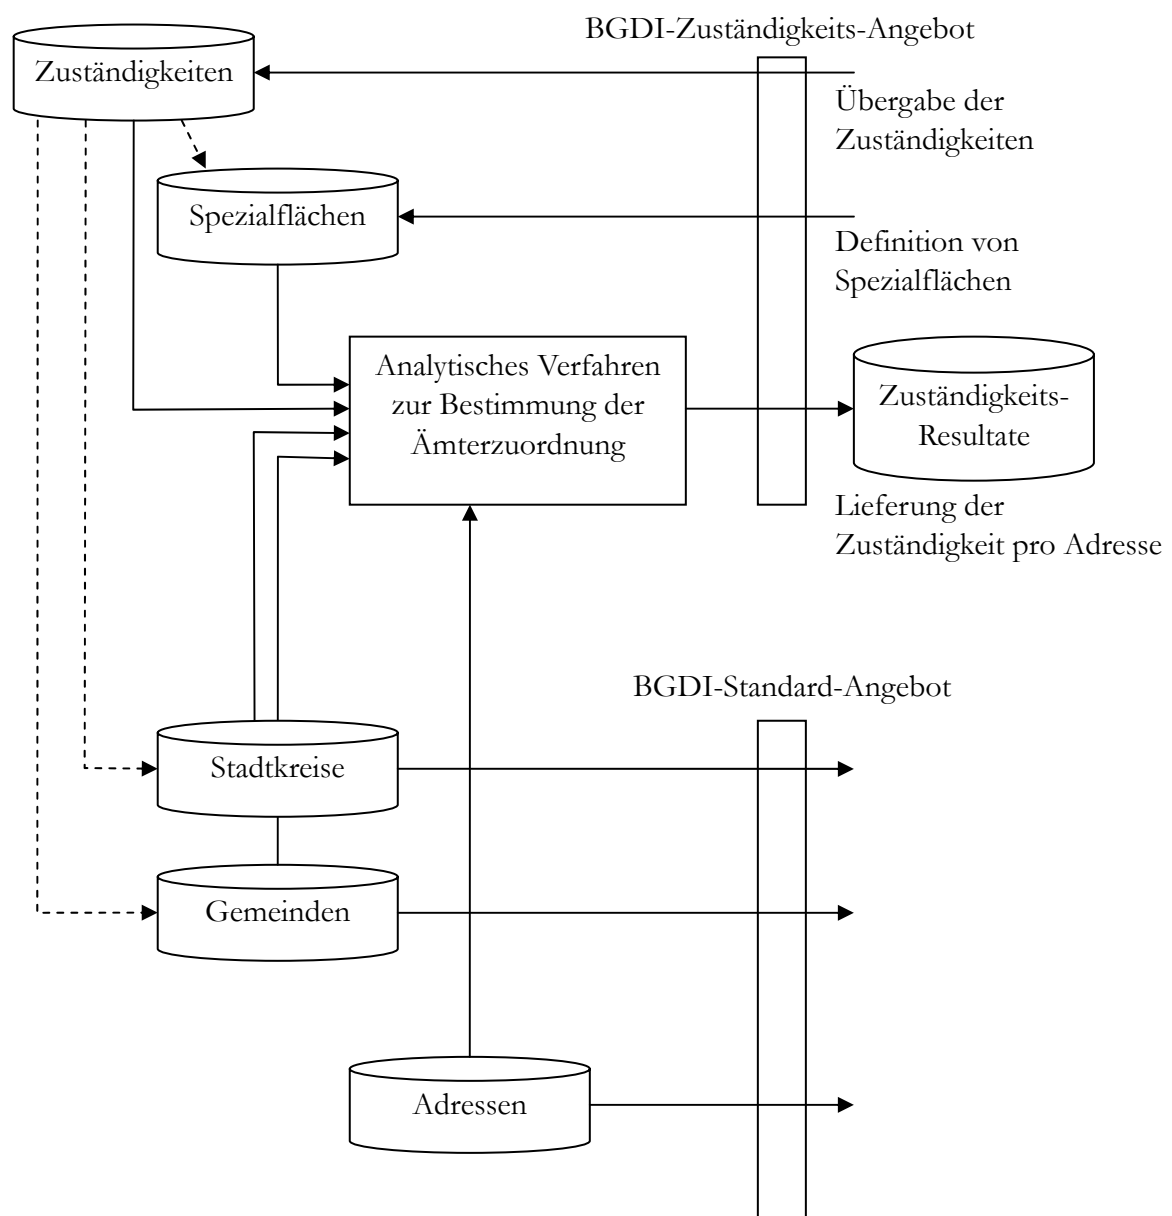 BGDI-Zuständigkeits-Angebot
Zuständigkeiten
Übergabe der
Zuständigkeiten
Spezialflächen
Definition von
Spezialflächen
Analytisches Verfahren
zur Bestimmung der
Ämterzuordnung
Zuständigkeits-
Resultate
Lieferung der
Zuständigkeit pro Adresse
BGDI-Standard-Angebot
Stadtkreise
Gemeinden
Adressen